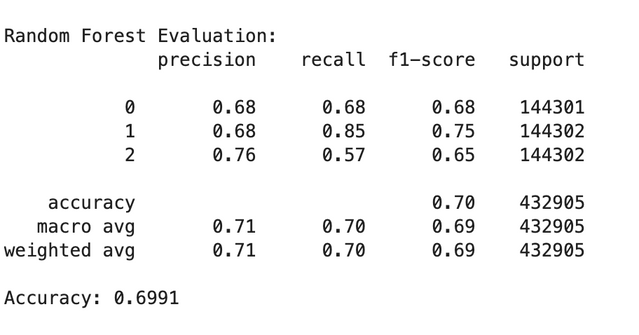 Random Forest Evaluation:
              precision    recall  f1-score   support

           0       0.68      0.68      0.68    144301
           1       0.68      0.85      0.75    144302
           2       0.76      0.57      0.65    144302

    accuracy                           0.70    432905
   macro avg       0.71      0.70      0.69    432905
weighted avg       0.71      0.70      0.69    432905

Accuracy: 0.6991